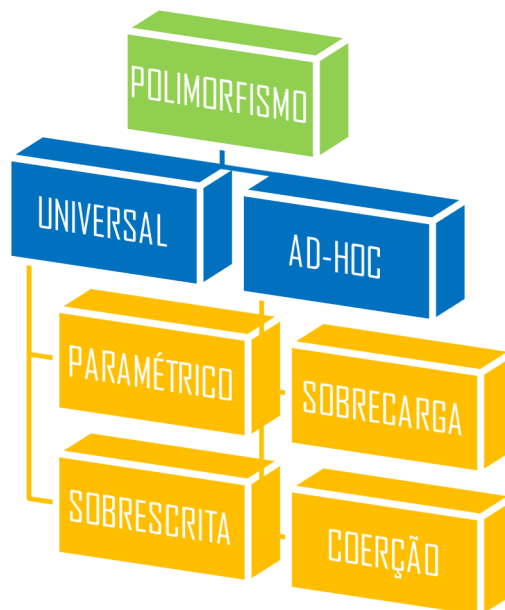 POLIMORFISMO
UNIVERSAL
AD-HOC
PARAMÉTRICO
SOBRECARGA
SOBRESCRITA
COERÇÃO